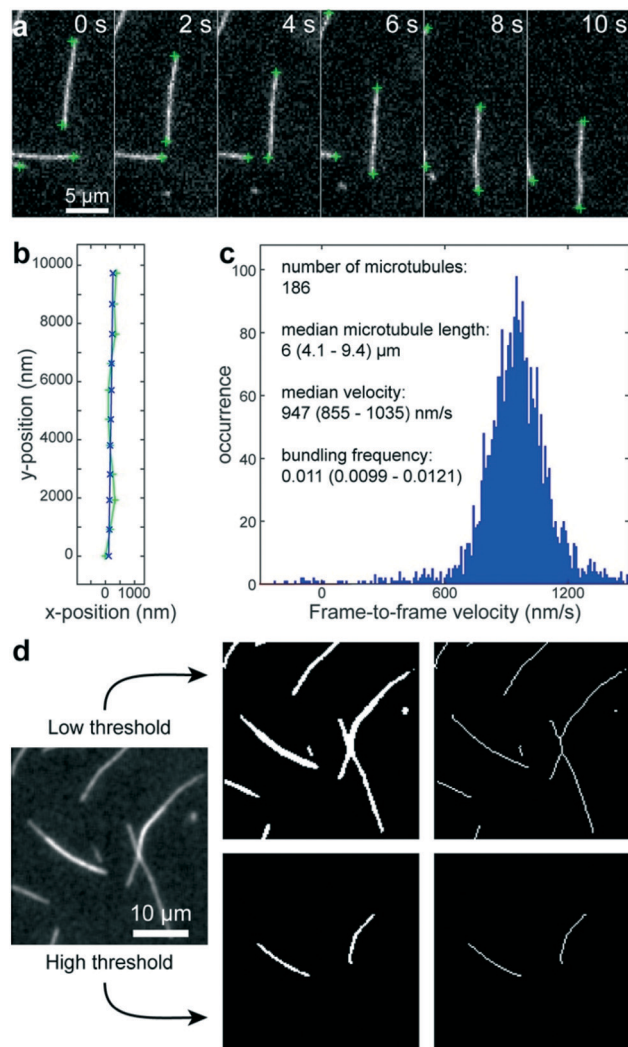 a
0 s
2 s
4 s
6 s
8 s
10 s
5 µm
b
10000
8000
6000
4000
2000
0
y-position (nm)
0 1000
x-position (nm)
c
100
80
60
40
20
0
occurrence
number of microtubules:
186
median microtubule length:
6 (4.1 - 9.4) µm
median velocity:
947 (855 - 1035) nm/s
bundling frequency:
0.011 (0.0099 - 0.0121)
0
600
1200
Frame-to-frame velocity (nm/s)
d
Low threshold
10 µm
High threshold